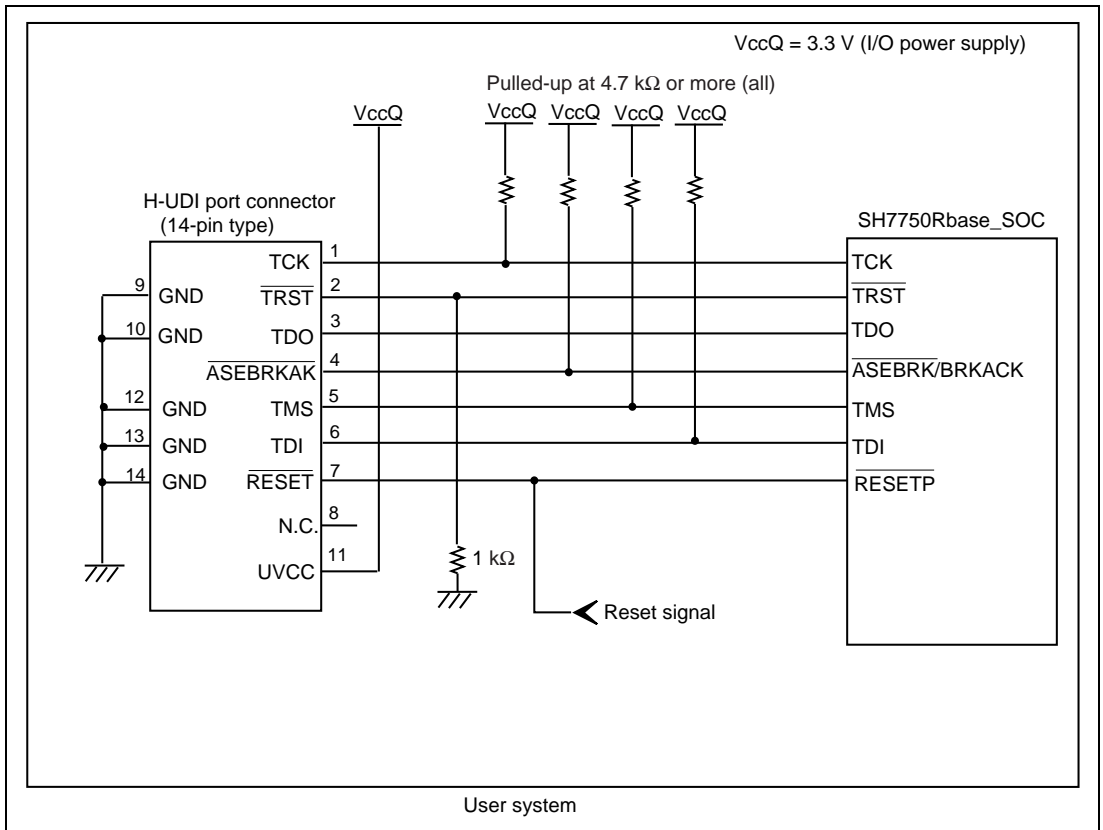 VccQ = 3.3 V (I/O power supply)
Pulled-up at 4.7 kΩ or more (all)
VccQ
VccQ
VccQ
VccQ
VccQ
H-UDI port connector
(14-pin type)
SH7750Rbase_SOC
TCK
1
TCK
9
GND
TRST
2
TRST
10
GND
TDO
3
TDO
ASEBRKAK
4
ASEBRK/BRKACK
12
GND
TMS
5
TMS
13
GND
TDI
6
TDI
14
GND
RESET
7
RESETP
N.C.
8
UVCC
11
1 kΩ
Reset signal
User system